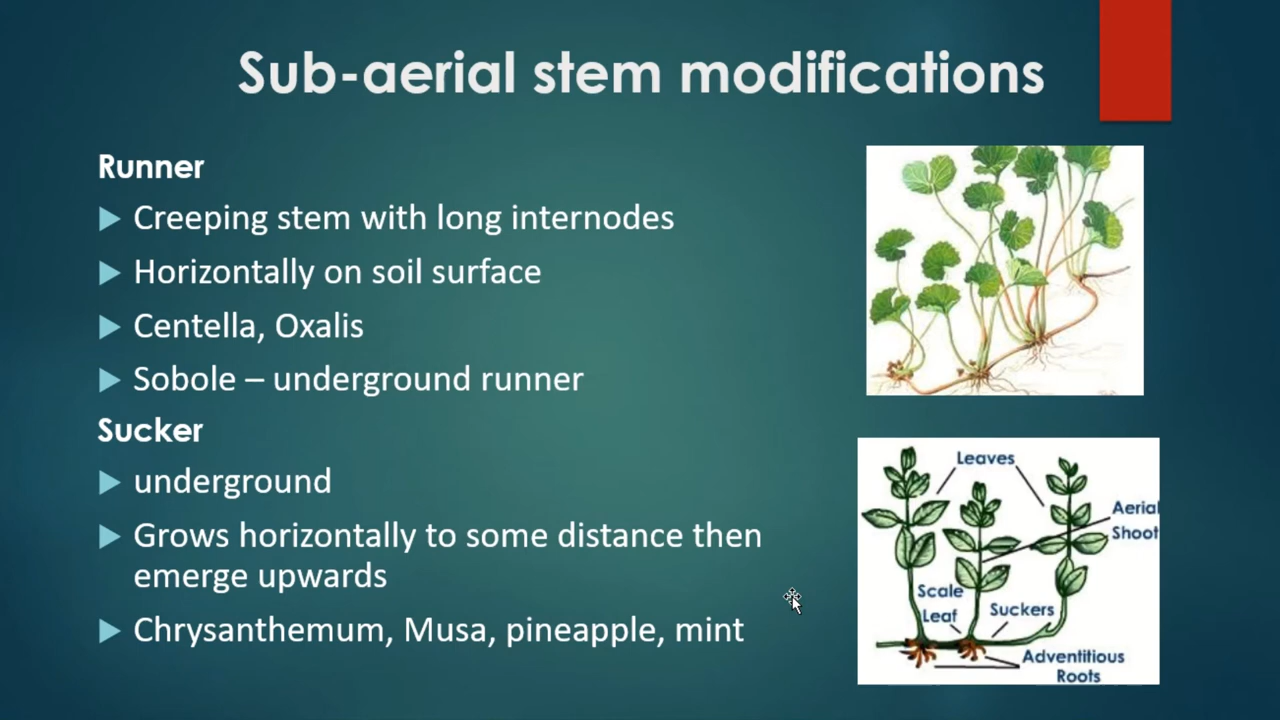 Sub-aerial stem modifications
Runner
Creeping stem with long internodes
Horizontally on soil surface
Centella, Oxalis
Sobole – underground runner
Sucker
underground
Grows horizontally to some distance then
emerge upwards
Chrysanthemum, Musa, pineapple, mint
Leaves
Aerial
Shoot
Scale
Leaf
Suckers
Adventitious
Roots